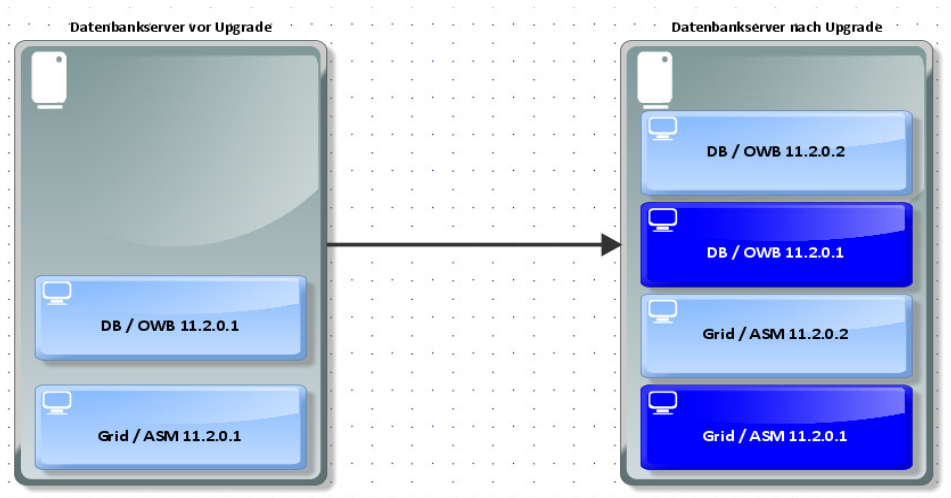 Datenbankserver vor Upgrade
DB / OWB 11.2.0.1
Grid / ASM 11.2.0.1
Datenbankserver nach Upgrade
DB / OWB 11.2.0.2
DB / OWB 11.2.0.1
Grid / ASM 11.2.0.2
Grid / ASM 11.2.0.1